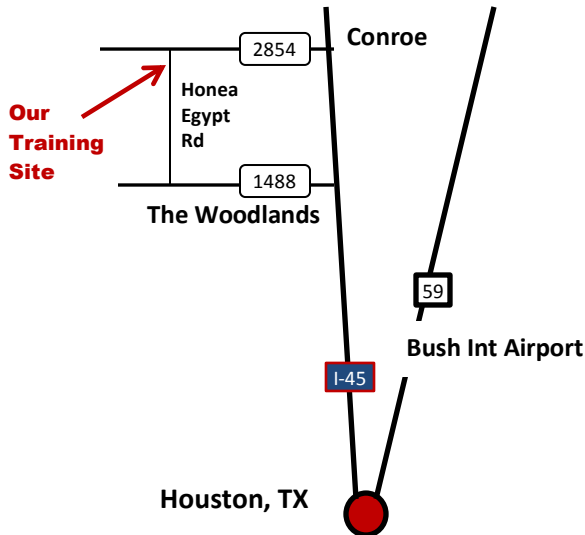 2854
Conroe
Our
Training
Site
Honea
Egypt
Rd
1488
The Woodlands
59
Bush Int Airport
I-45
Houston, TX